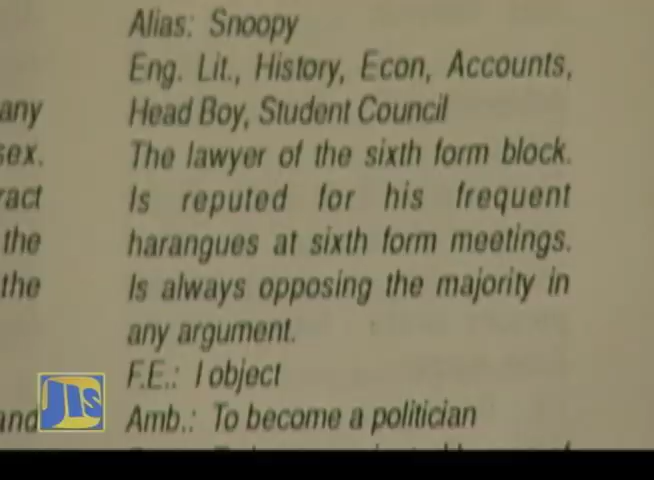 Alias: Snoopy
Eng. Lit., History, Econ, Accounts,
Head Boy, Student Council
The lawyer of the sixth form block.
Is reputed for his frequent
harangues at sixth form meetings.
Is always opposing the majority in
any argument.
F.E.: I object
Amb.: To become a politician
any
sex.
ract
the
the
and
JIS